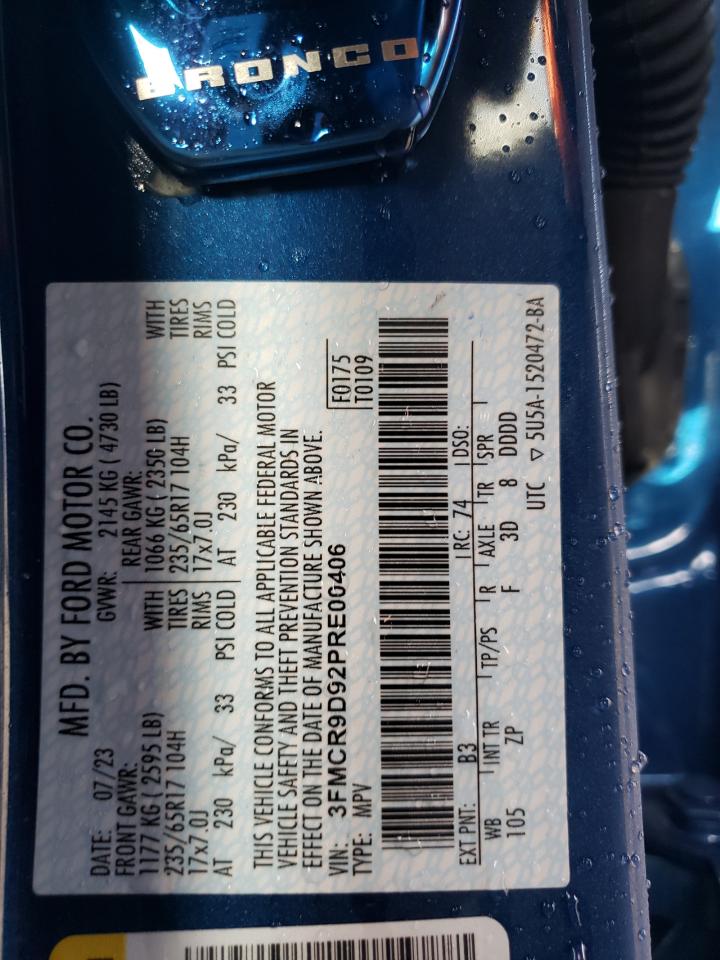 BRONCO
MFD. BY FORD MOTOR CO.
DATE: 07/23 GVWR: 2145 KG ( 4730 LB)
FRONT GAWR: REAR GAWR:
1177 KG ( 2595 LB) WITH 1066 KG ( 2350 LB) WITH
235/65R17 104H TIRES 235/65R17 104H TIRES
17x7.0J RIMS 17x7.0J RIMS
AT 230 kPa/ 33 PSI COLD AT 230 kPa/ 33 PSI COLD
THIS VEHICLE CONFORMS TO ALL APPLICABLE FEDERAL MOTOR
VEHICLE SAFETY AND THEFT PREVENTION STANDARDS IN
EFFECT ON THE DATE OF MANUFACTURE SHOWN ABOVE.
VIN: 3FMCR9D92PRE00406 F0175
TYPE: MPV T0109
EXT PNT: B3 RC: 74 DSO:
WB INT TR TP/PS R AXLE TR SPR
105 ZP F 3D 8 DDDD
UTC ▽ 5U5A-1520472-BA